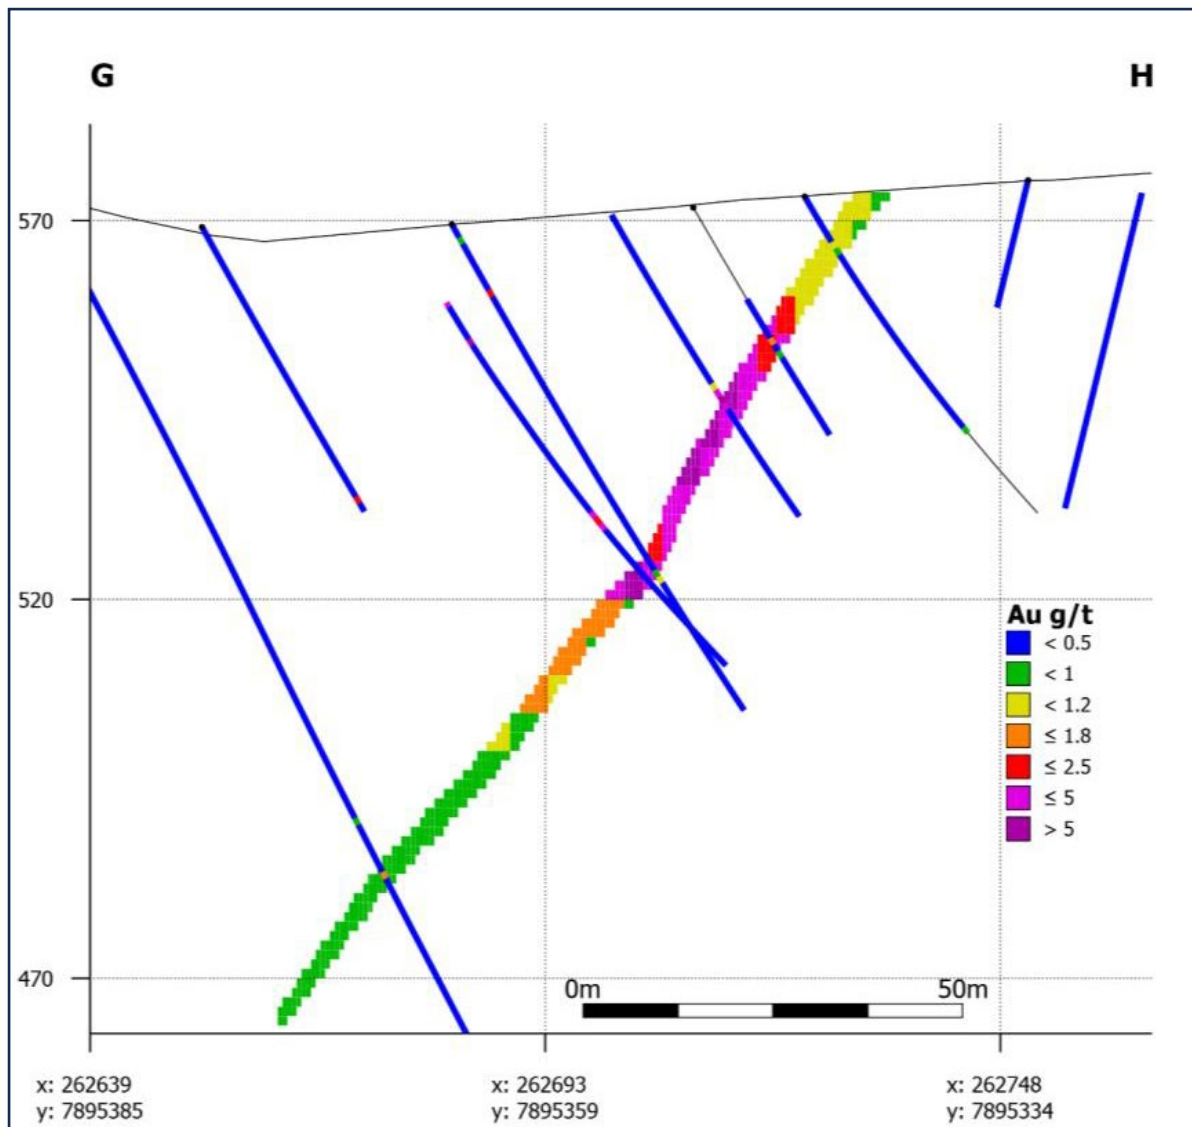 G
H
570
520
470
Au g/t
< 0.5
< 1
< 1.2
≤ 1.8
≤ 2.5
≤ 5
> 5
0m 50m
x: 262639 x: 262693 x: 262748
y: 7895385 y: 7895359 y: 7895334